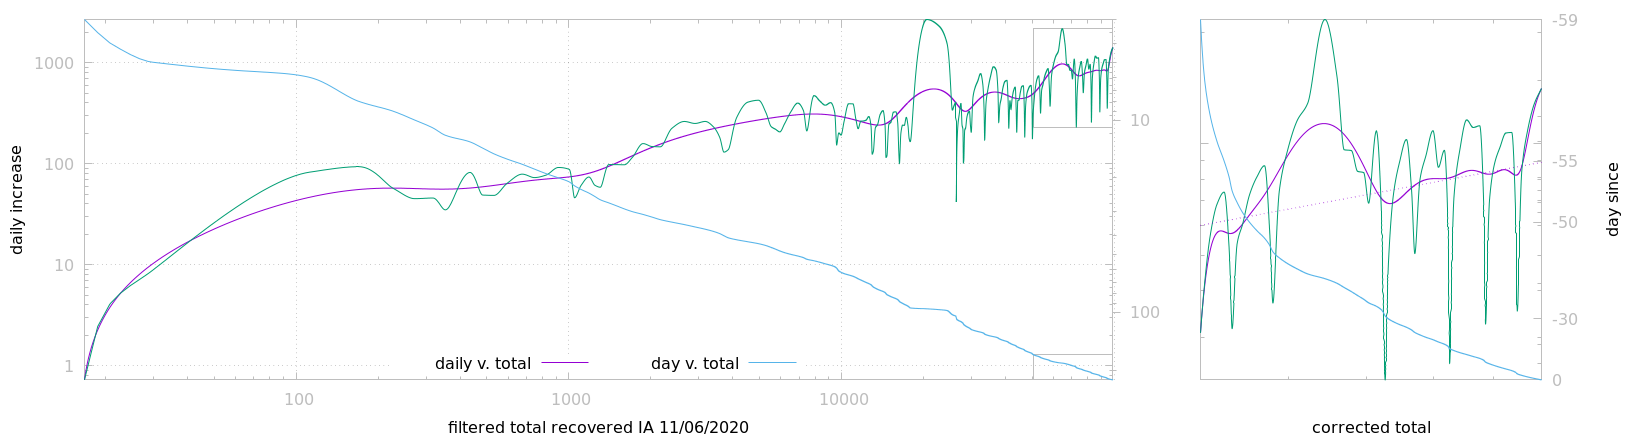 daily increase
1000
100
10
1
100
1000
10000
daily v. total
day v. total
10
100
filtered total recovered IA 11/06/2020
-59
-55
-50
-30
0
day since
corrected total